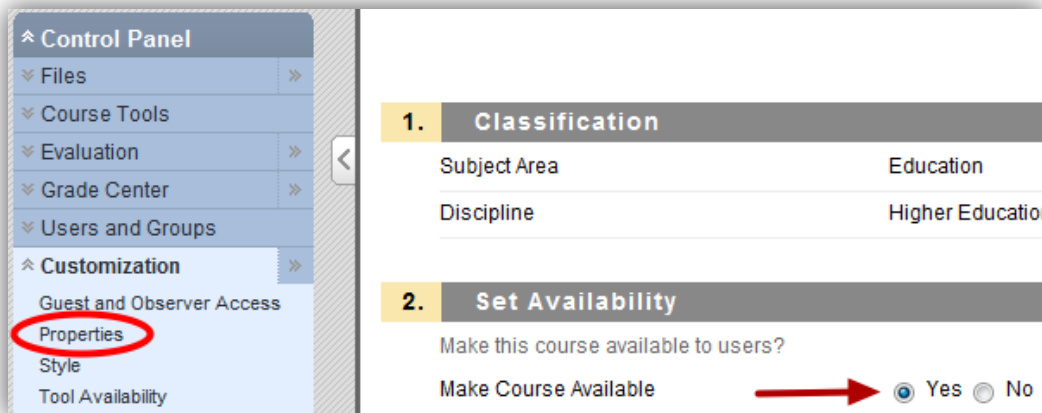 Control Panel
Files
Course Tools
Evaluation
Grade Center
Users and Groups
Customization
Guest and Observer Access
Properties
Style
Tool Availability
1. Classification
Subject Area Education
Discipline Higher Educatio
2. Set Availability
Make this course available to users?
Make Course Available Yes No